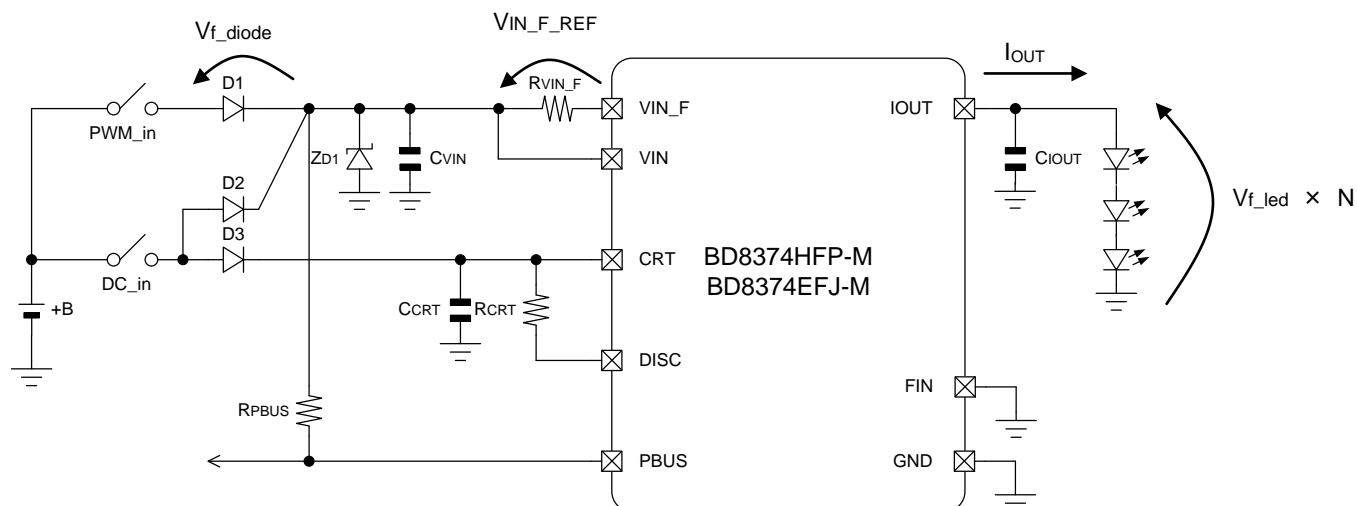 Vf_diode
VIN_F_REF
IOUT
D1
RVIN_F
VIN_F
IOUT
PWM_in
ZD1
CVIN
VIN
CIOUT
D2
Vf_led × N
D3
DC_in
CRT
BD8374HFP-M
BD8374EFJ-M
+B
CCRT
RCRT
DISC
FIN
RPBUS
PBUS
GND